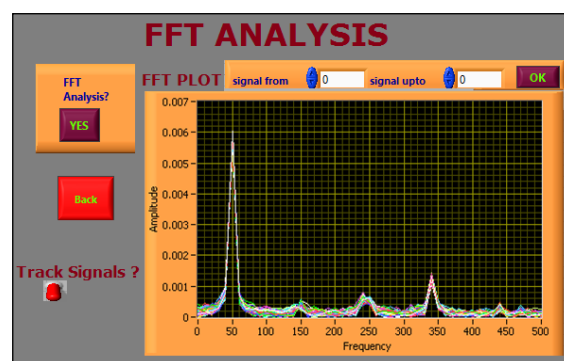 FFT ANALYSIS
FFT
Analysis?
YES
FFT PLOT signal from 0 signal upto 0 OK
Back
Track Signals ?
Amplitude
0.007
0.006
0.005
0.004
0.003
0.002
0.001
0
0 50 100 150 200 250 300 350 400 450 500
Frequency